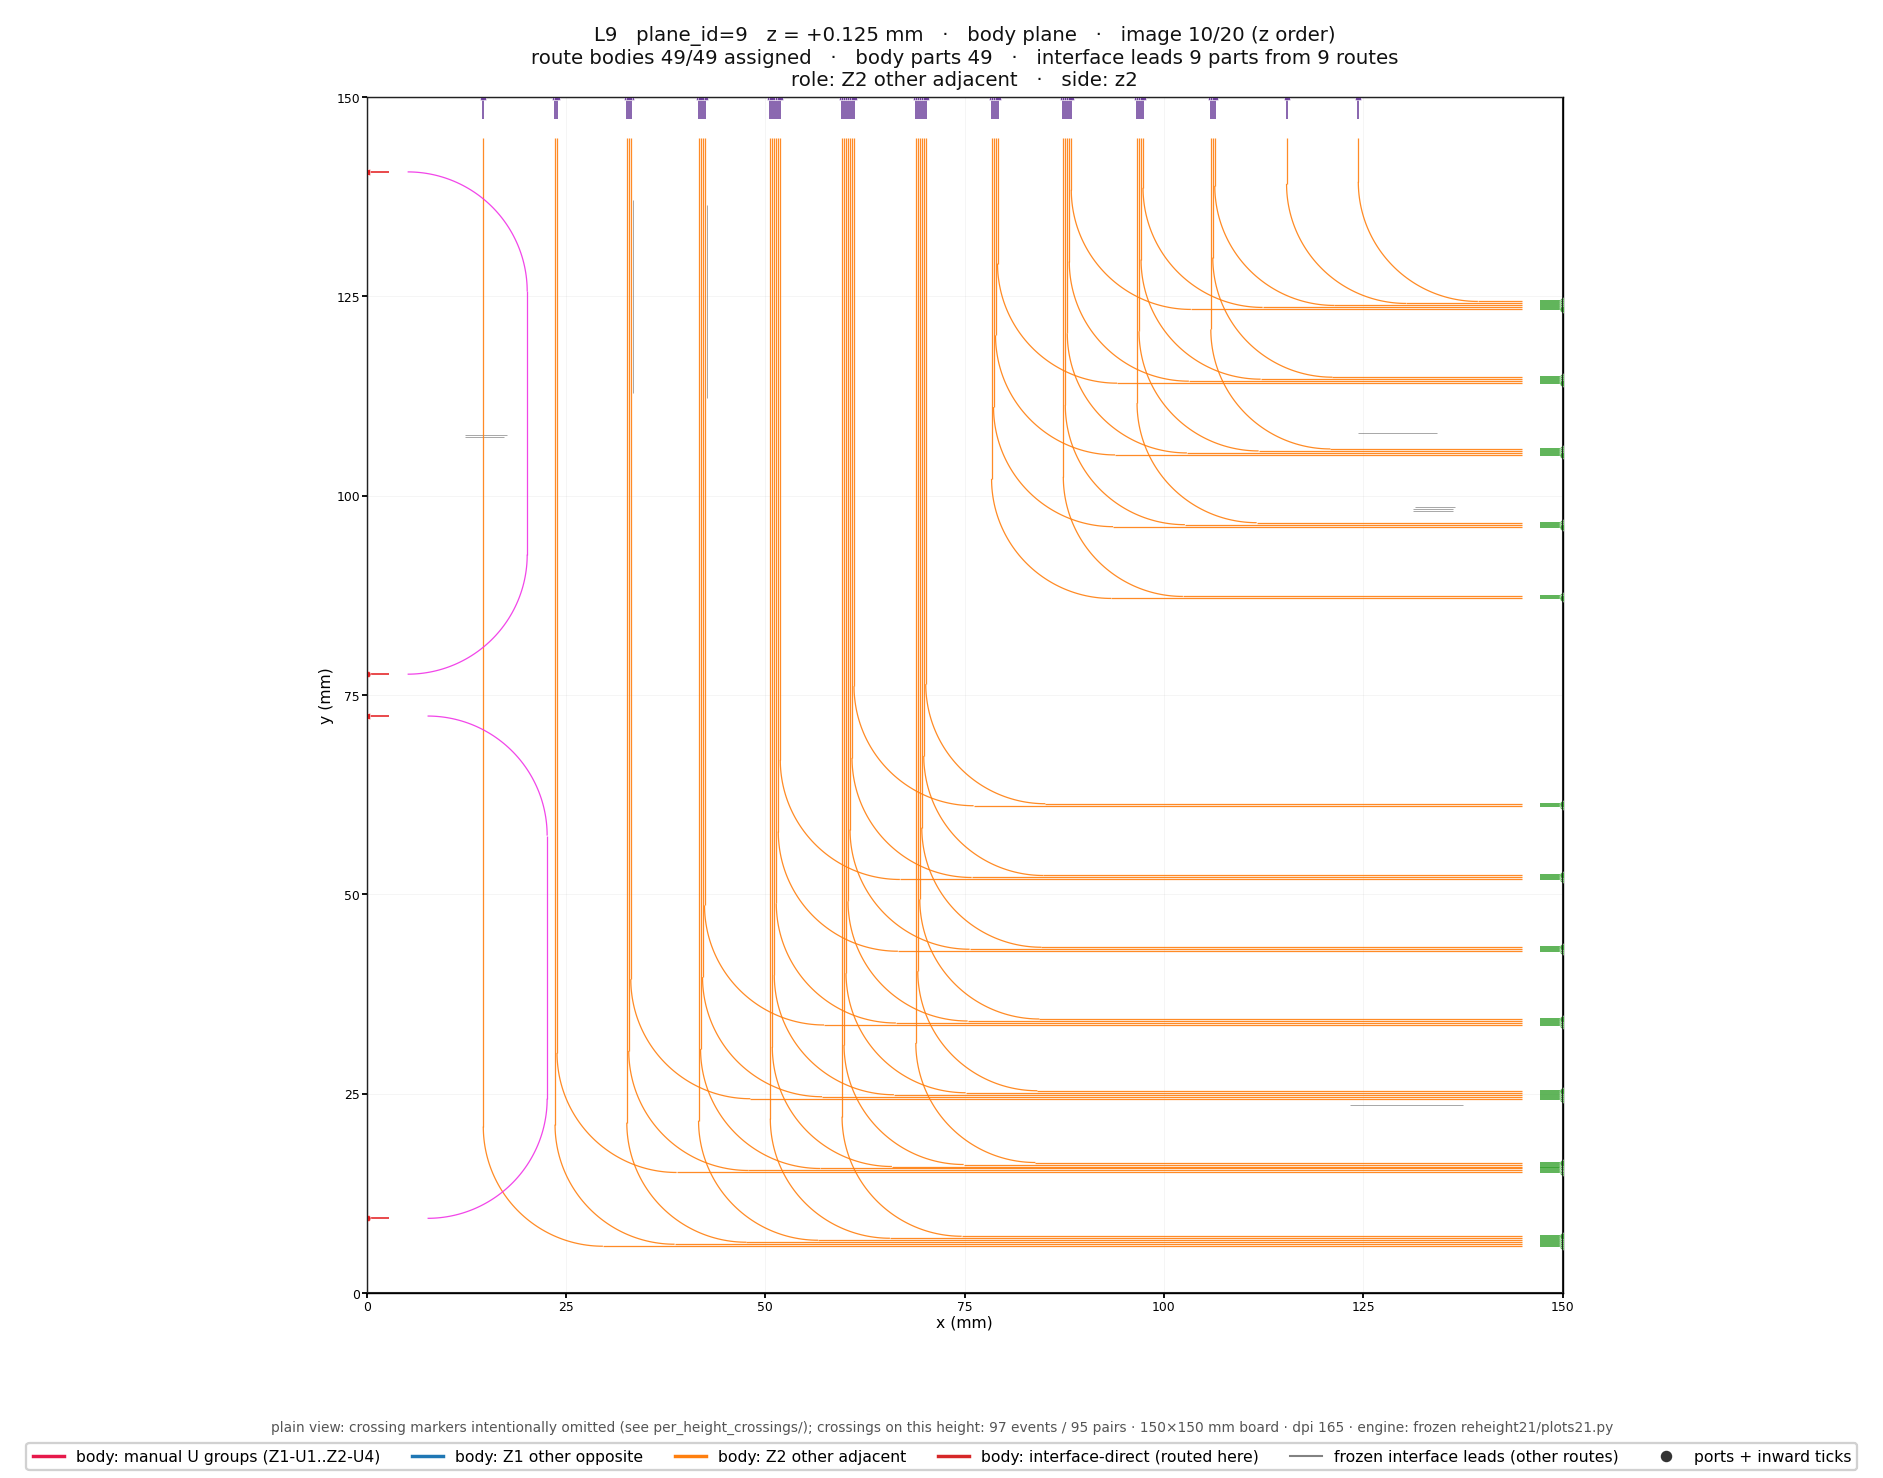 L9 plane_id=9 z = +0.125 mm · body plane · image 10/20 (z order)
route bodies 49/49 assigned · body parts 49 · interface leads 9 parts from 9 routes
role: Z2 other adjacent · side: z2
150
125
100
75
50
25
0
y (mm)
0 25 50 75 100 125 150
x (mm)
plain view: crossing markers intentionally omitted (see per_height_crossings/); crossings on this height: 97 events / 95 pairs · 150×150 mm board · dpi 165 · engine: frozen reheight21/plots21.py
body: manual U groups (Z1-U1..Z2-U4) body: Z1 other opposite body: Z2 other adjacent body: interface-direct (routed here) frozen interface leads (other routes) ports + inward ticks